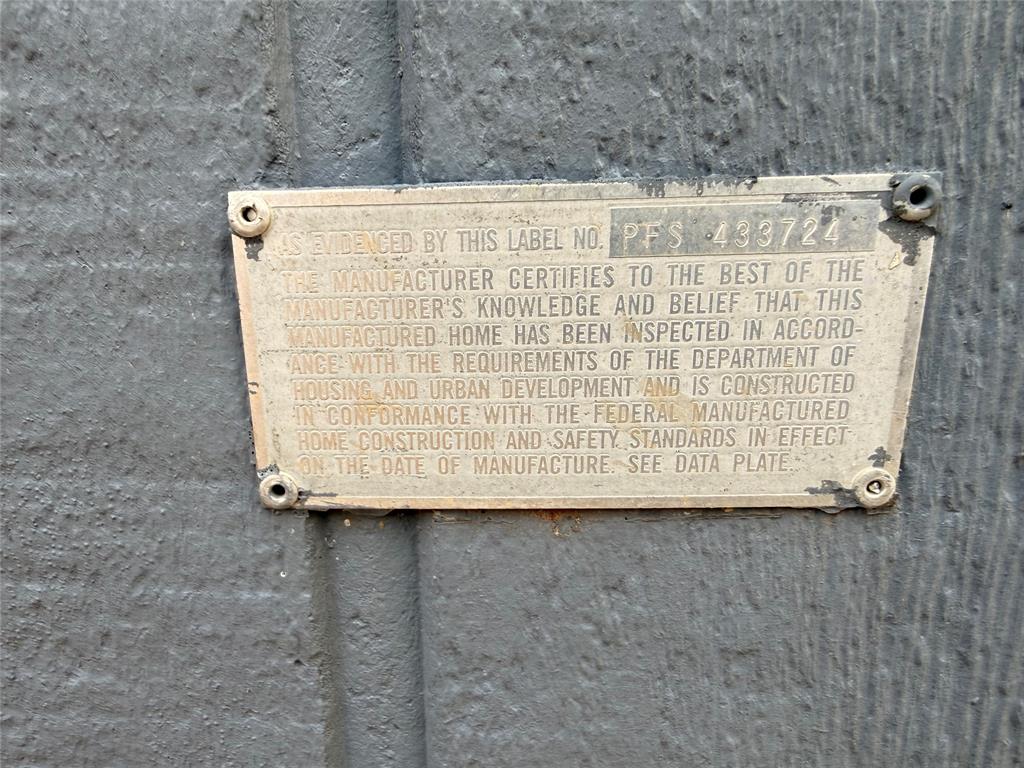 AS EVIDENCED BY THIS LABEL NO. PFS 433724
THE MANUFACTURER CERTIFIES TO THE BEST OF THE
MANUFACTURER'S KNOWLEDGE AND BELIEF THAT THIS
MANUFACTURED HOME HAS BEEN INSPECTED IN ACCORD-
ANCE WITH THE REQUIREMENTS OF THE DEPARTMENT OF
HOUSING AND URBAN DEVELOPMENT AND IS CONSTRUCTED
IN CONFORMANCE WITH THE FEDERAL MANUFACTURED
HOME CONSTRUCTION AND SAFETY STANDARDS IN EFFECT
ON THE DATE OF MANUFACTURE. SEE DATA PLATE.